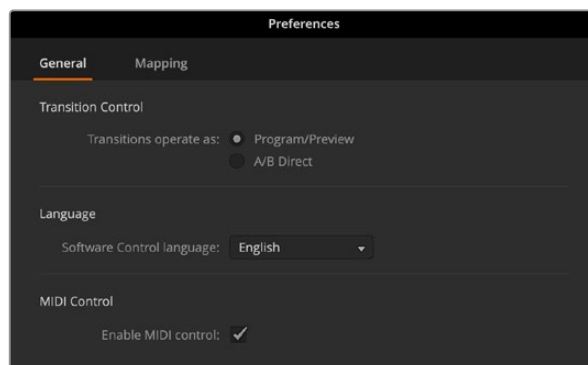 Preferences
General Mapping
Transition Control
Transitions operate as: Program/Preview
A/B Direct
Language
Software Control language: English
MIDI Control
Enable MIDI control: